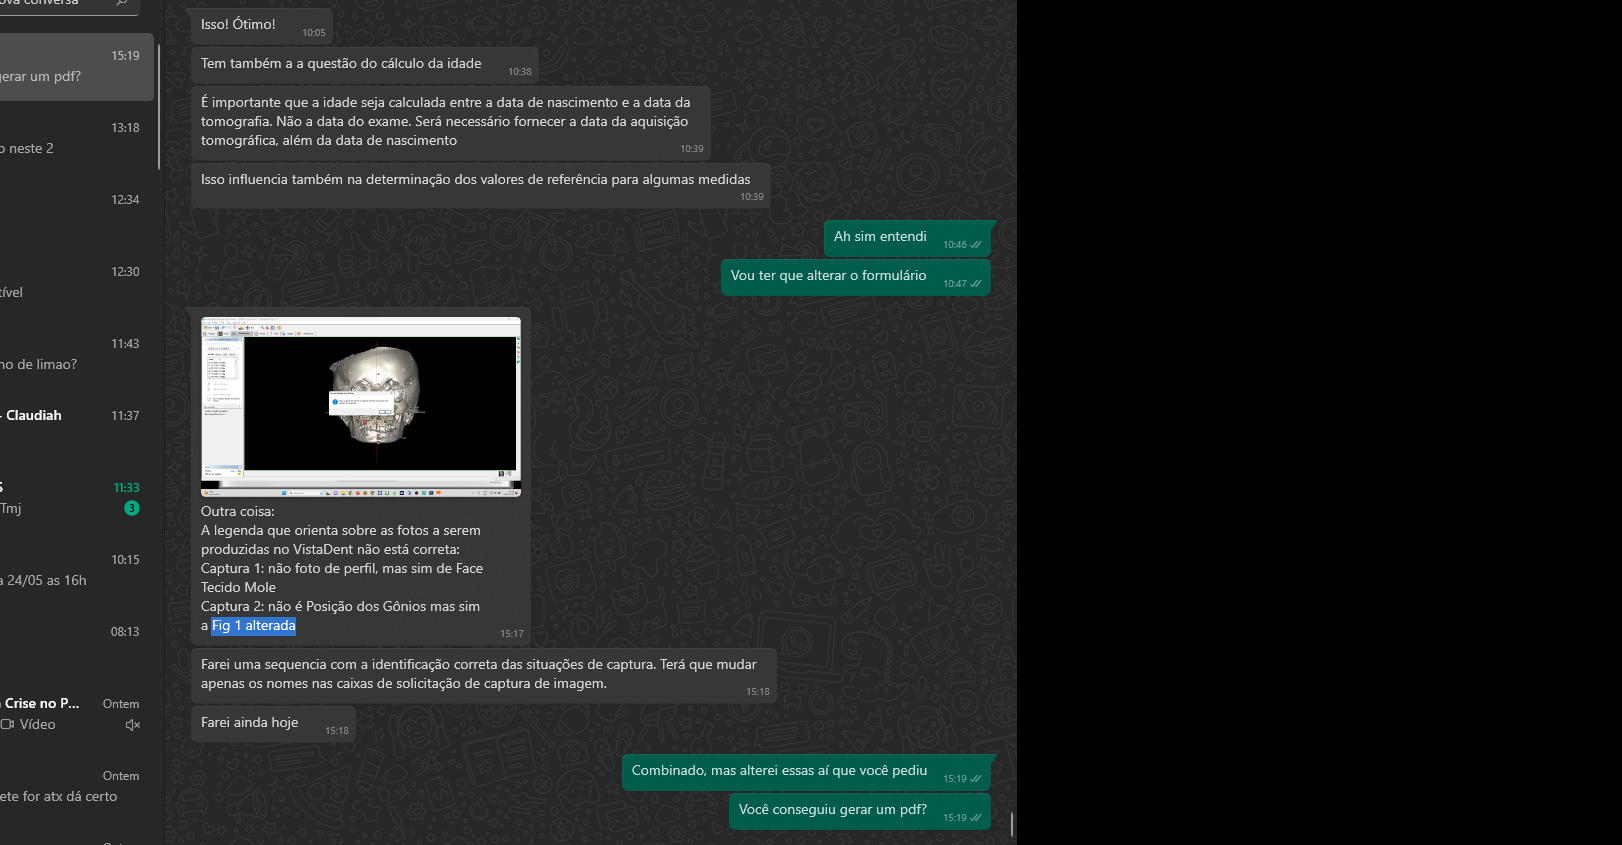 ova conversa
15:19
gerar um pdf?
13:18
o neste 2
12:34
12:30
tível
11:43
no de limao?
- Claudiah
11:37
11:33
Tmj
3
10:15
a 24/05 as 16h
08:13
Crise no P...
Ontem
Vídeo
Ontem
ete for atx dá certo
Isso! Ótimo!
10:05
Tem também a a questão do cálculo da idade
10:38
É importante que a idade seja calculada entre a data de nascimento e a data da
tomografia. Não a data do exame. Será necessário fornecer a data da aquisição
tomográfica, além da data de nascimento
10:39
Isso influencia também na determinação dos valores de referência para algumas medidas
10:39
Ah sim entendi
10:46
Vou ter que alterar o formulário
10:47
Outra coisa:
A legenda que orienta sobre as fotos a serem
produzidas no VistaDent não está correta:
Captura 1: não foto de perfil, mas sim de Face
Tecido Mole
Captura 2: não é Posição dos Gônios mas sim
a Fig 1 alterada
15:17
Farei uma sequencia com a identificação correta das situações de captura. Terá que mudar
apenas os nomes nas caixas de solicitação de captura de imagem.
15:18
Farei ainda hoje
15:18
Combinado, mas alterei essas aí que você pediu
15:19
Você conseguiu gerar um pdf?
15:19